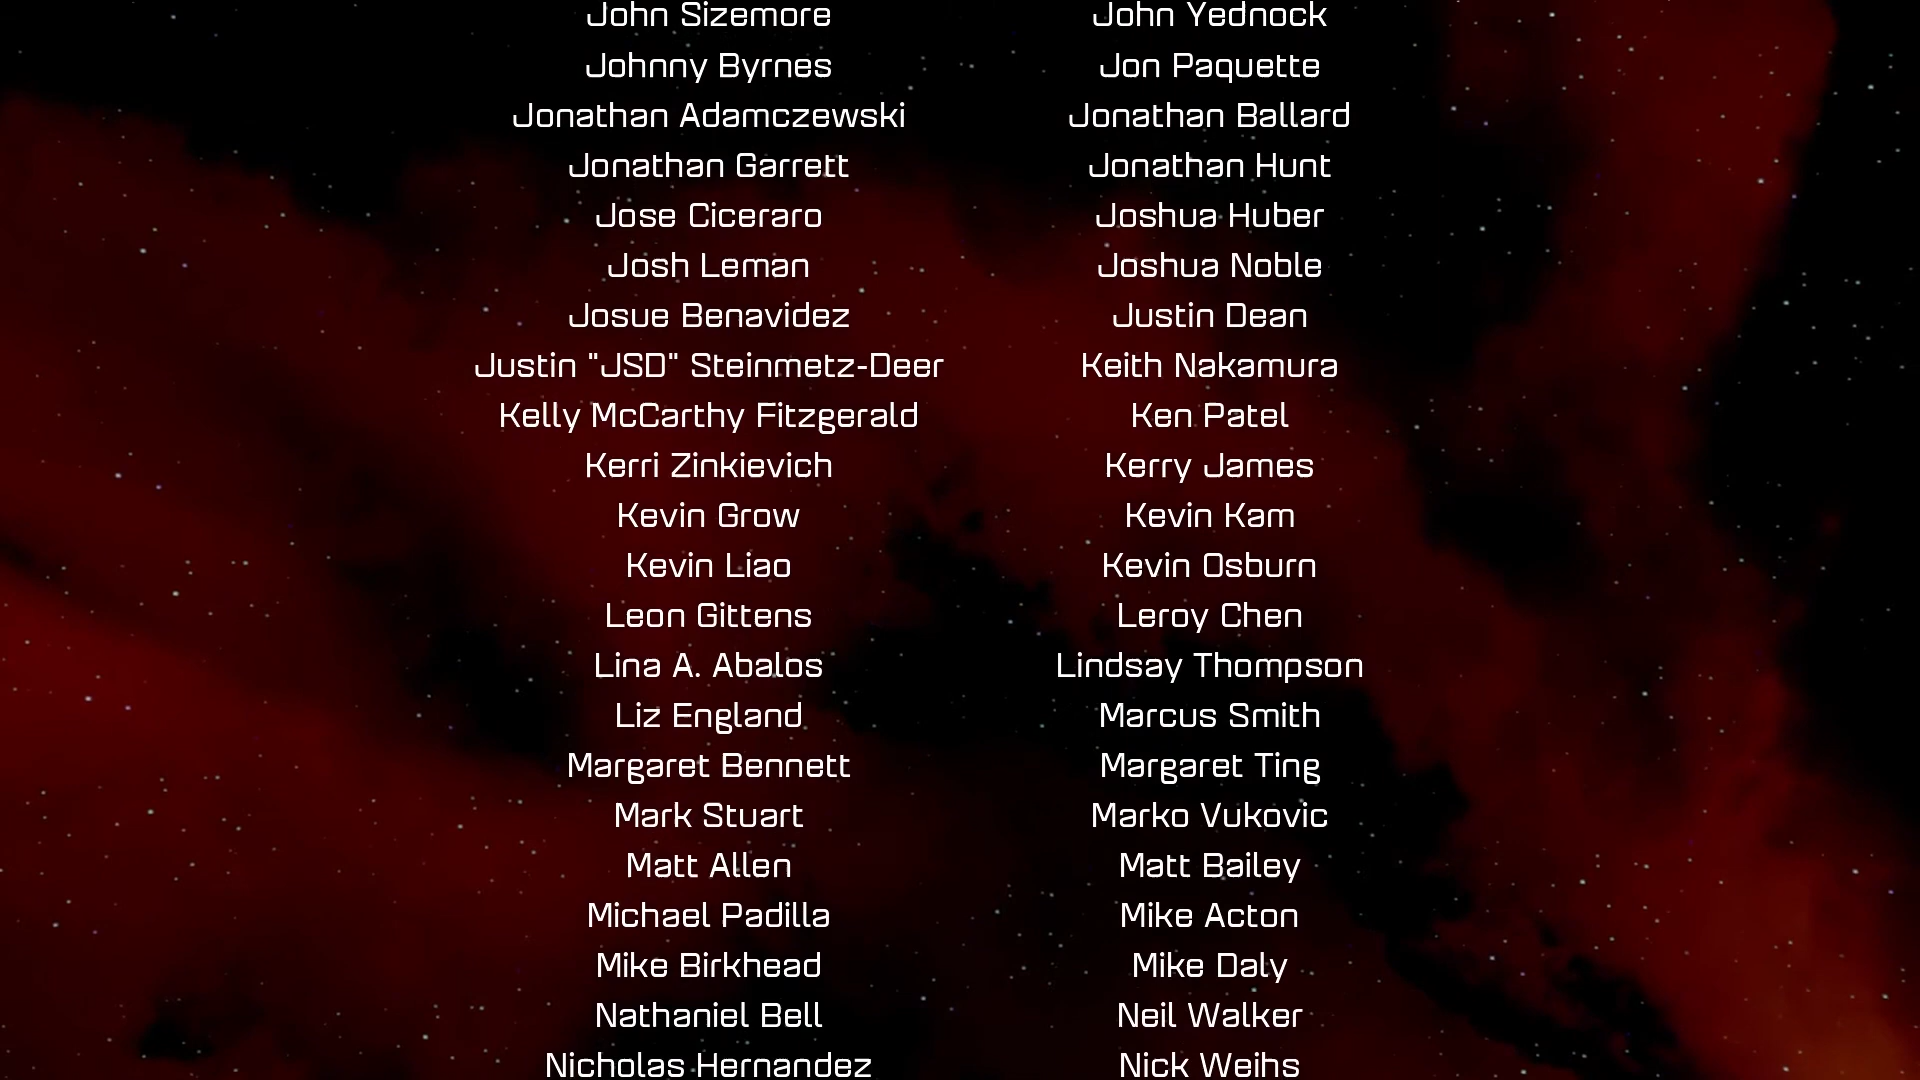 John Sizemore John Yednock
Johnny Byrnes Jon Paquette
Jonathan Adamczewski Jonathan Ballard
Jonathan Garrett Jonathan Hunt
Jose Ciceraro Joshua Huber
Josh Leman Joshua Noble
Josue Benavidez Justin Dean
Justin "JSD" Steinmetz-Deer Keith Nakamura
Kelly McCarthy Fitzgerald Ken Patel
Kerri Zinkievich Kerry James
Kevin Grow Kevin Kam
Kevin Liao Kevin Osburn
Leon Gittens Leroy Chen
Lina A. Abalos Lindsay Thompson
Liz England Marcus Smith
Margaret Bennett Margaret Ting
Mark Stuart Marko Vukovic
Matt Allen Matt Bailey
Michael Padilla Mike Acton
Mike Birkhead Mike Daly
Nathaniel Bell Neil Walker
Nicholas Hernandez Nick Weihs